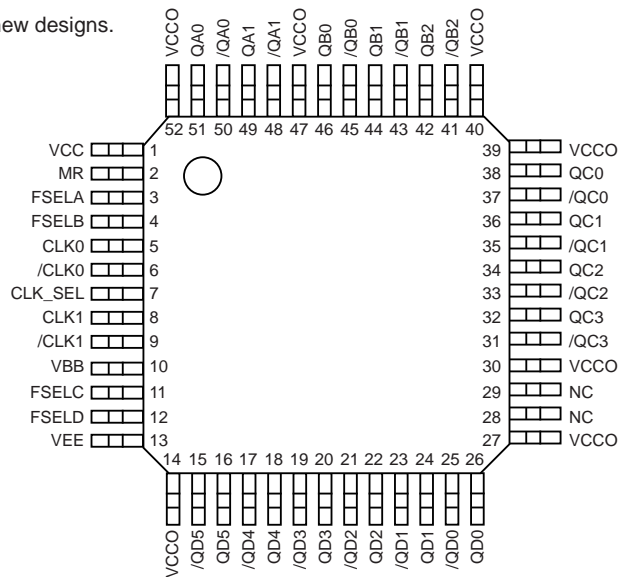 new designs.
VCCO QA0 /QA0 QA1 /QA1 VCCO QB0 /QB0 QB1 /QB1 QB2 /QB2 VCCO
52 51 50 49 48 47 46 45 44 43 42 41 40
VCC 1
MR 2
FSELA 3
FSELB 4
CLK0 5
/CLK0 6
CLK_SEL 7
CLK1 8
/CLK1 9
VBB 10
FSELC 11
FSELD 12
VEE 13
39 VCCO
38 QC0
37 /QC0
36 QC1
35 /QC1
34 QC2
33 /QC2
32 QC3
31 /QC3
30 VCCO
29 NC
28 NC
27 VCCO
14 15 16 17 18 19 20 21 22 23 24 25 26
VCCO /QD5 QD5 /QD4 QD4 /QD3 QD3 /QD2 QD2 /QD1 QD1 /QD0 QD0